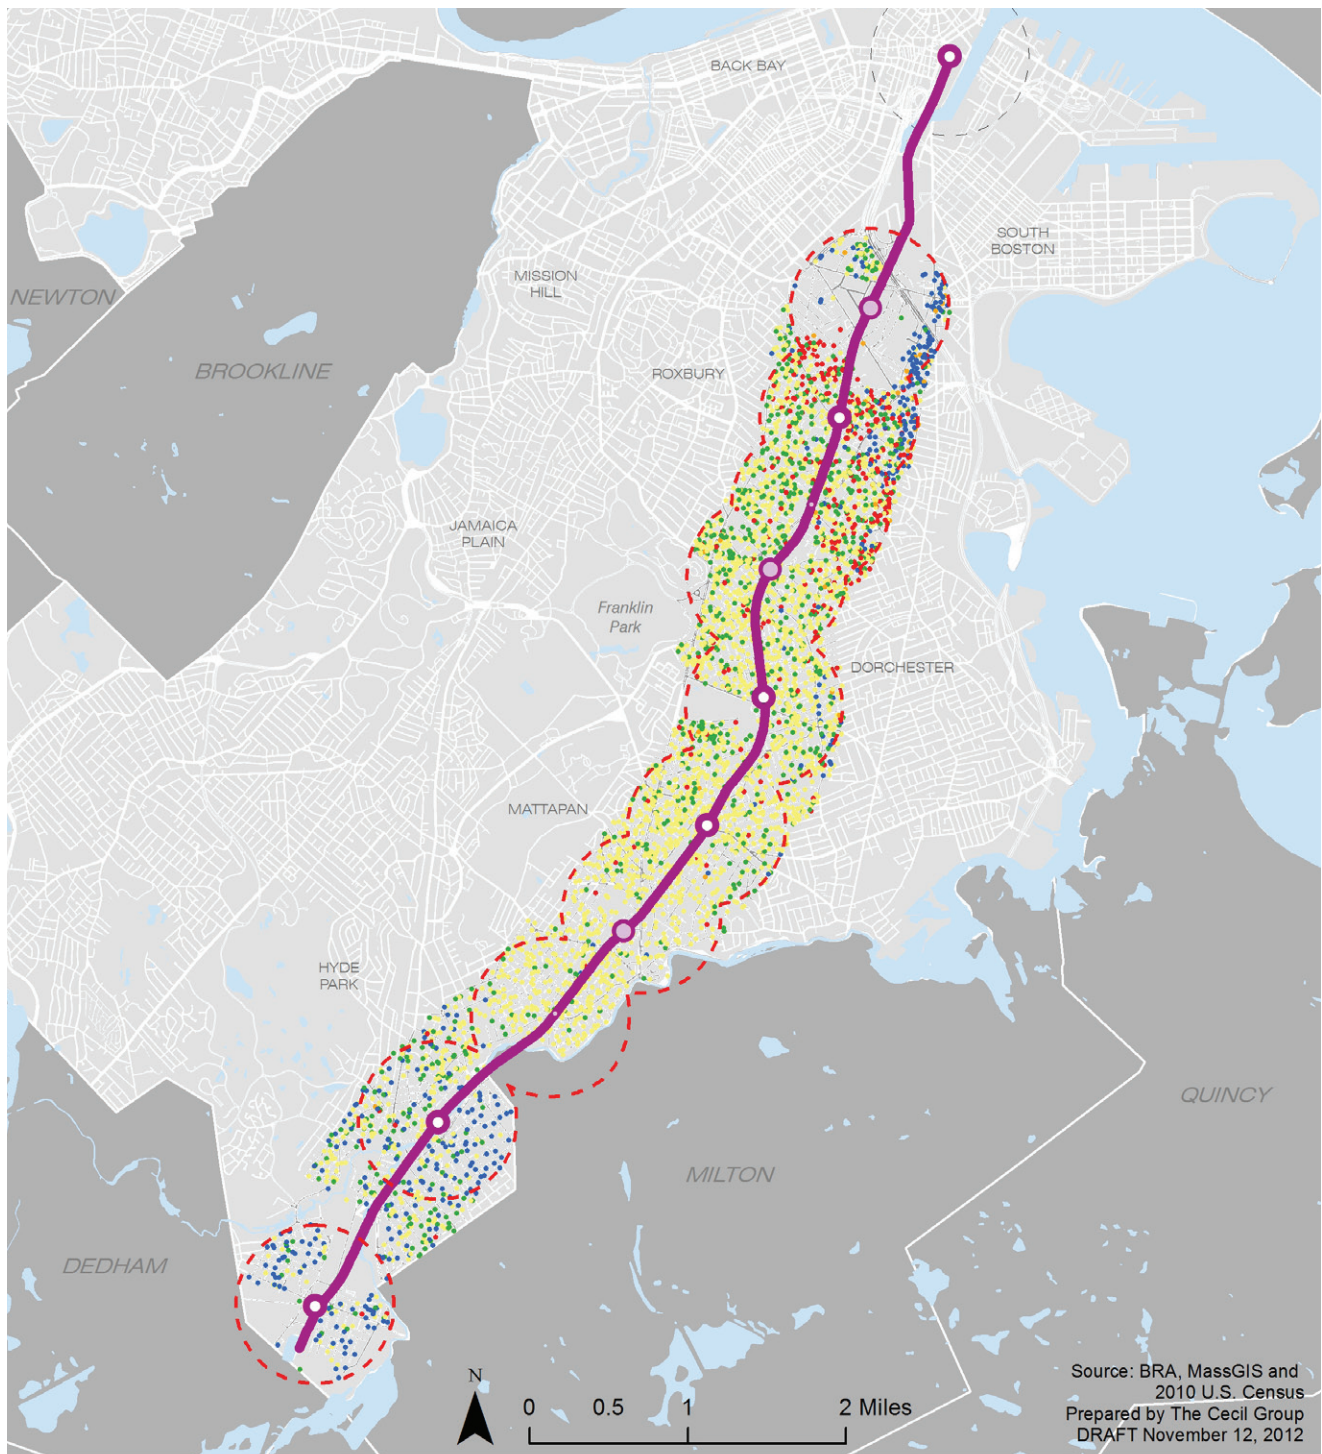 BACK BAY
SOUTH
BOSTON
MISSION
HILL
NEWTON
BROOKLINE
ROXBURY
JAMAICA
PLAIN
Franklin
Park
DORCHESTER
MATTAPAN
HYDE
PARK
QUINCY
MILTON
DEDHAM
N
0 0.5 1 2 Miles
Source: BRA, MassGIS and
2010 U.S. Census
Prepared by The Cecil Group
DRAFT November 12, 2012